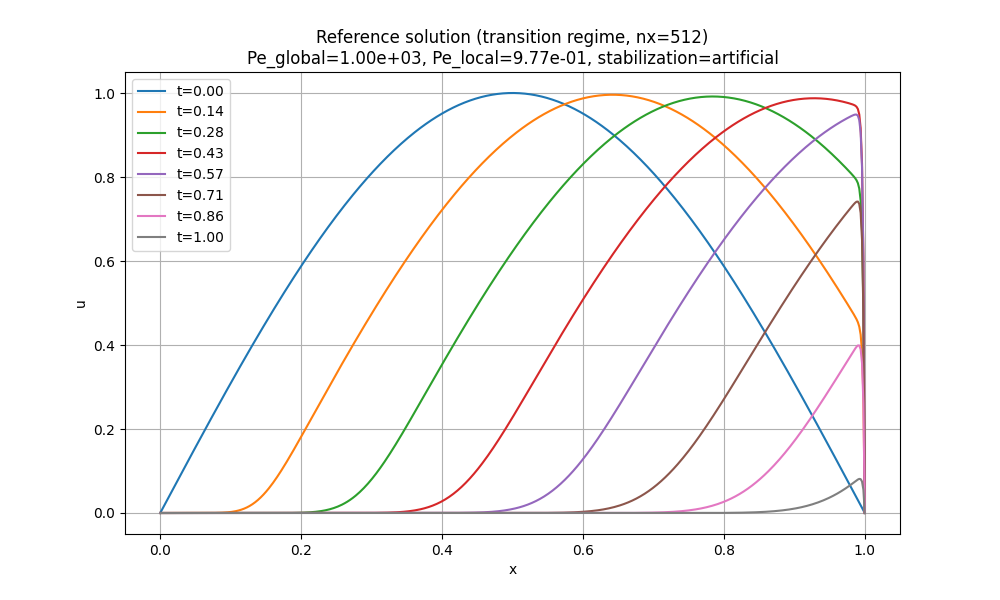 Reference solution (transition regime, nx=512)
Pe_global=1.00e+03, Pe_local=9.77e-01, stabilization=artificial
t=0.00
t=0.14
t=0.28
t=0.43
t=0.57
t=0.71
t=0.86
t=1.00
u
1.0
0.8
0.6
0.4
0.2
0.0
0.0 0.2 0.4 0.6 0.8 1.0
x